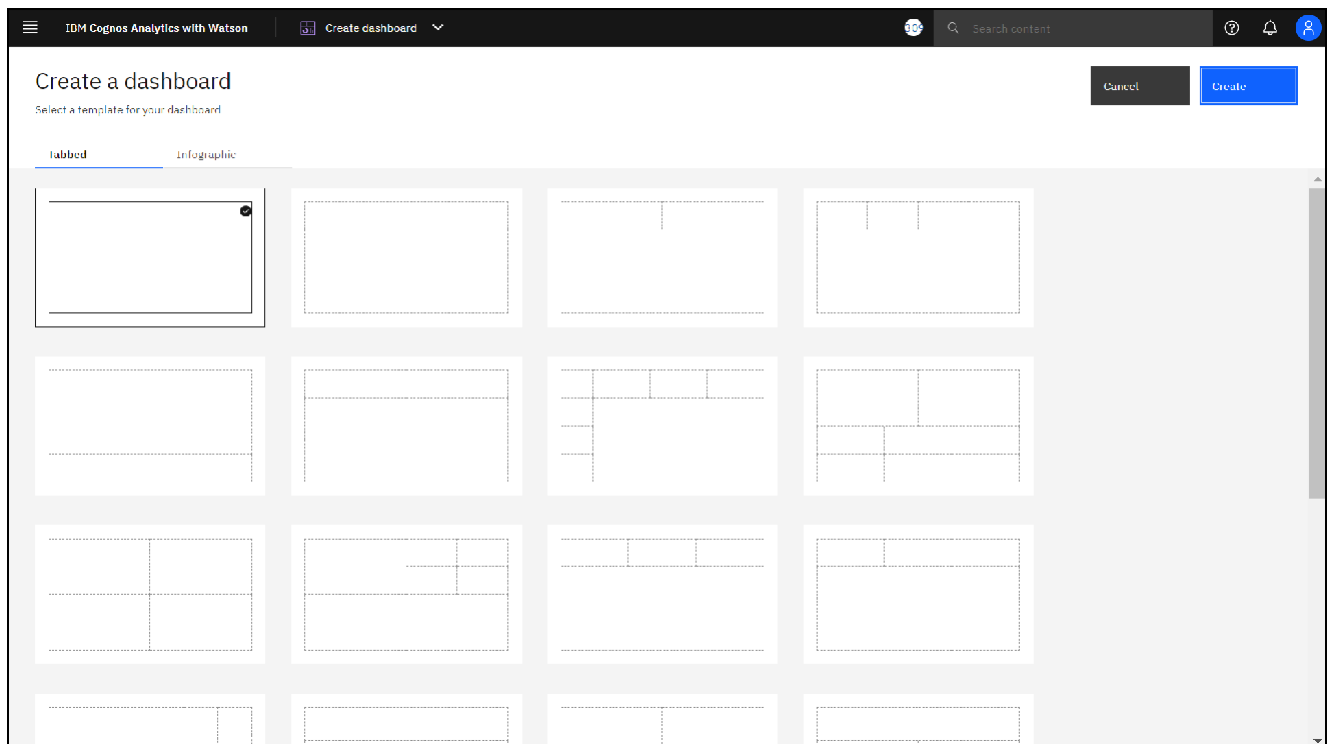 IBM Cognos Analytics with Watson
Create dashboard
Search content
Create a dashboard
Select a template for your dashboard
Cancel
Create
Tabbed
Infographic